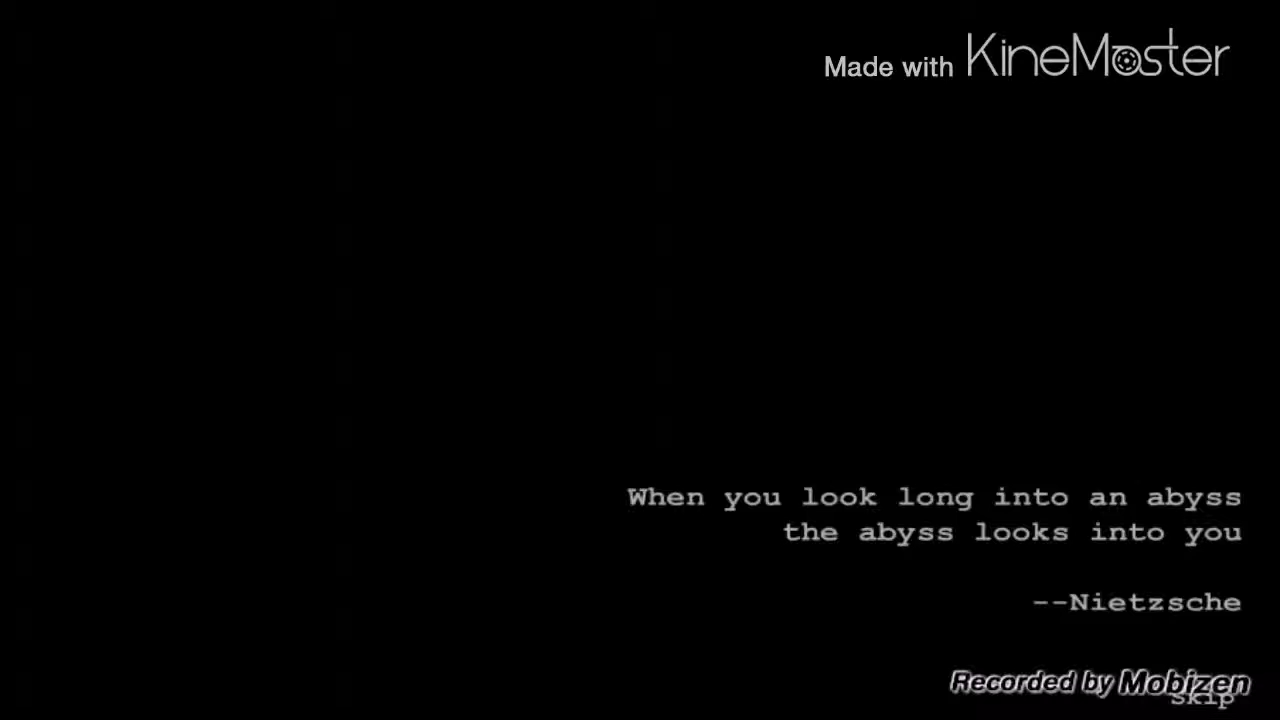 Made with KineMaster
When you look long into an abyss
the abyss looks into you
--Nietzsche
Recorded by Mobizen
Skip